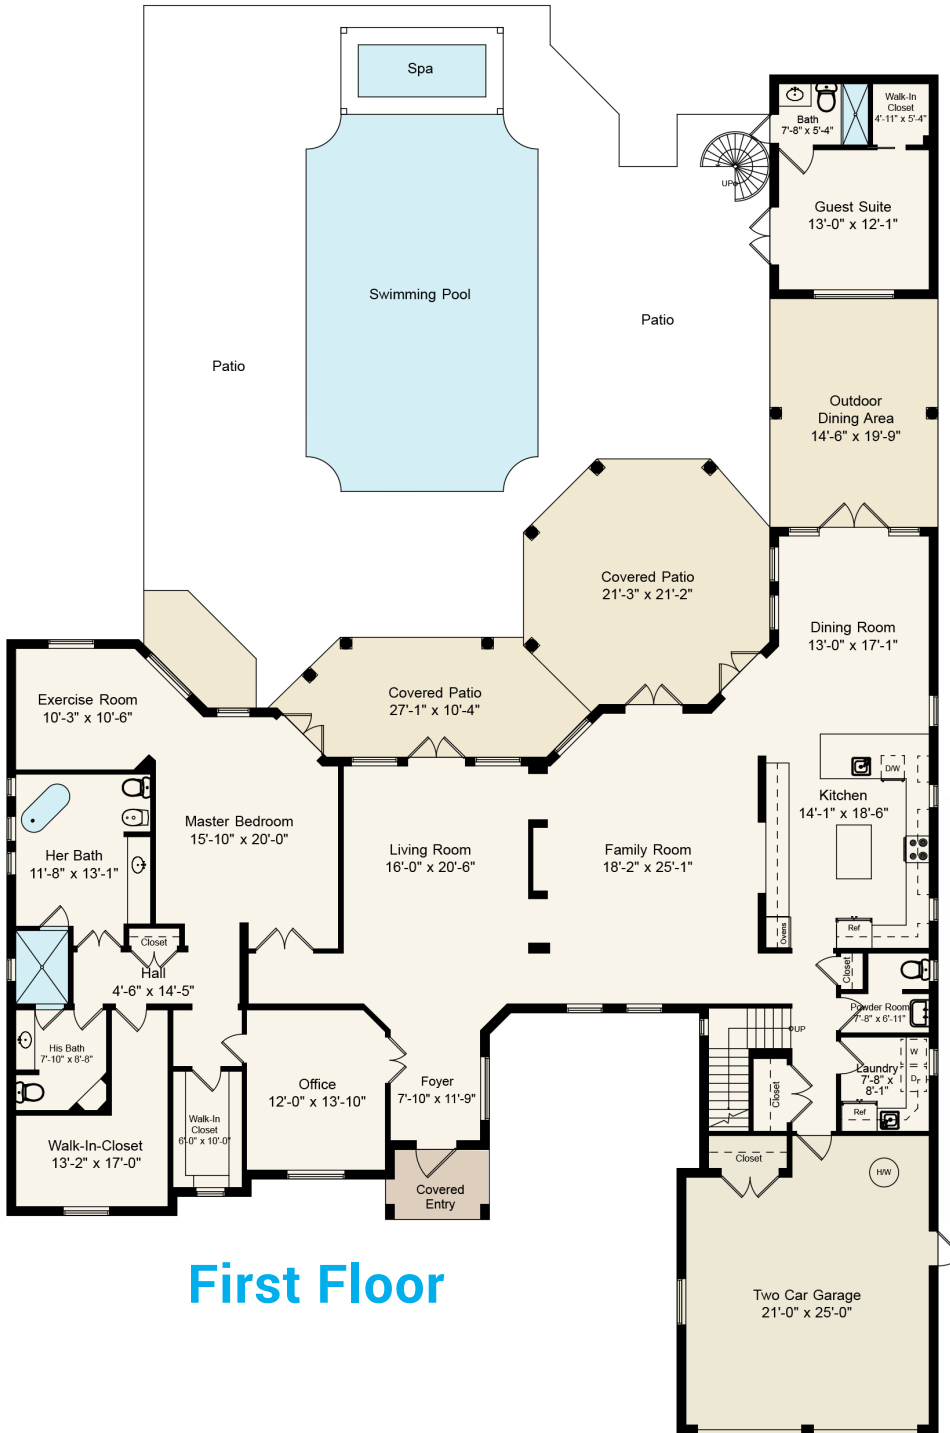 Spa
Walk-In
Closet
4'-11" x 5'-4"
Bath
7'-8" x 5'-4"
UP
Guest Suite
13'-0" x 12'-1"
Swimming Pool
Patio
Patio
Outdoor
Dining Area
14'-6" x 19'-9"
Covered Patio
21'-3" x 21'-2"
Dining Room
13'-0" x 17'-1"
Exercise Room
10'-3" x 10'-6"
Covered Patio
27'-1" x 10'-4"
D/W
Kitchen
14'-1" x 18'-6"
Master Bedroom
15'-10" x 20'-0"
Her Bath
11'-8" x 13'-1"
Living Room
16'-0" x 20'-6"
Family Room
18'-2" x 25'-1"
Ovens
Ref
Closet
Hall
4'-6" x 14'-5"
Closet
Powder Room
7'-8" x 6'-11"
UP
His Bath
7'-10" x 8'-8"
W
Laundry
7'-8" x
8'-1"
Dr
Ref
Closet
Office
12'-0" x 13'-10"
Foyer
7'-10" x 11'-9"
Walk-In
Closet
6'-0" x 10'-0"
Walk-In-Closet
13'-2" x 17'-0"
Closet
H/W
Covered
Entry
First Floor
Two Car Garage
21'-0" x 25'-0"